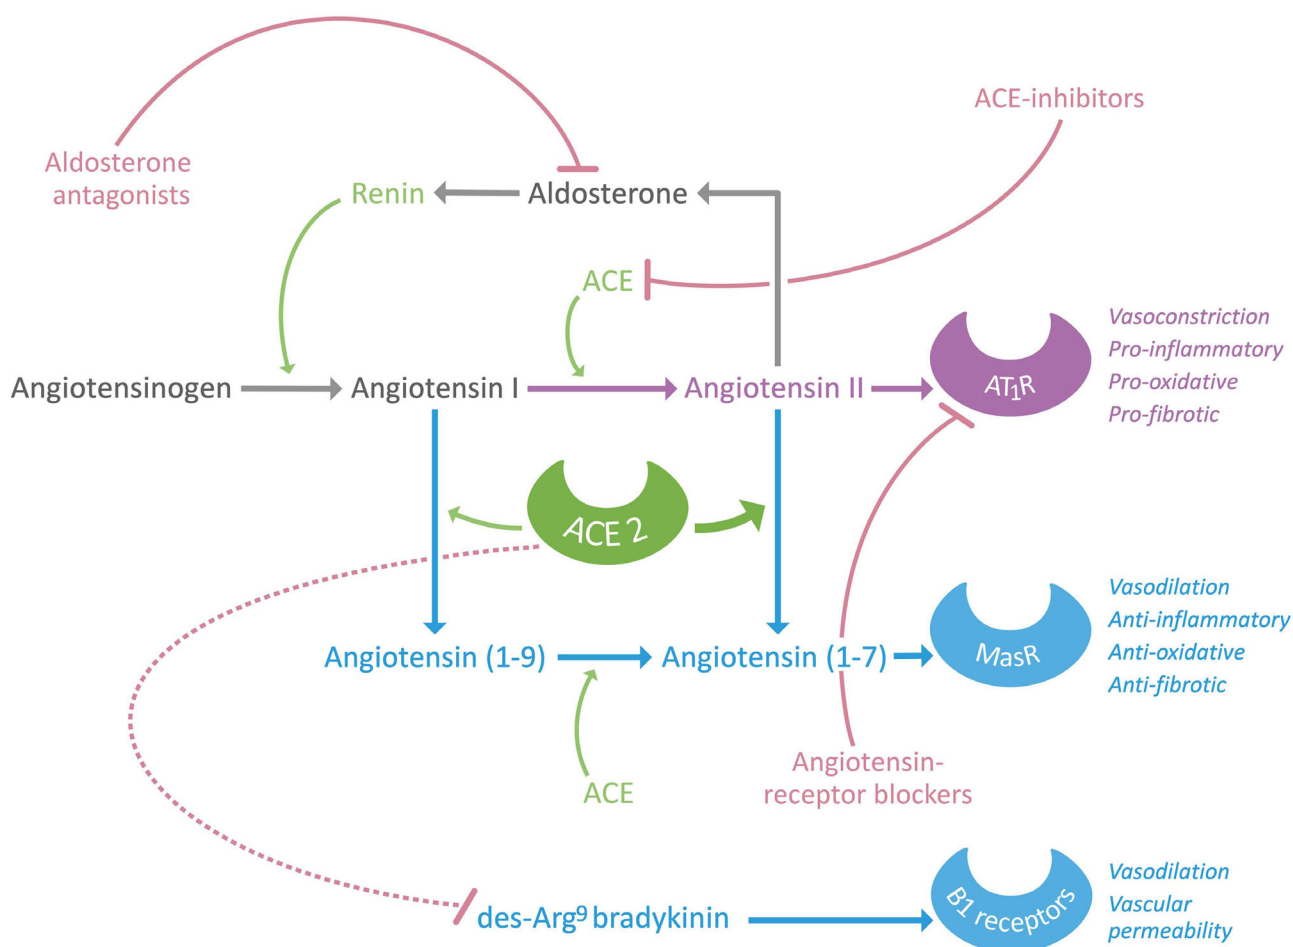 ACE-inhibitors
Aldosterone
antagonists
Renin
Aldosterone
ACE
Vasoconstriction
Pro-inflammatory
Pro-oxidative
Pro-fibrotic
Angiotensinogen
Angiotensin I
Angiotensin II
AT1R
ACE 2
Vasodilation
Anti-inflammatory
Anti-oxidative
Anti-fibrotic
Angiotensin (1-9)
Angiotensin (1-7)
MasR
ACE
Angiotensin-
receptor blockers
des-Arg⁹ bradykinin
B1 receptors
Vasodilation
Vascular
permeability